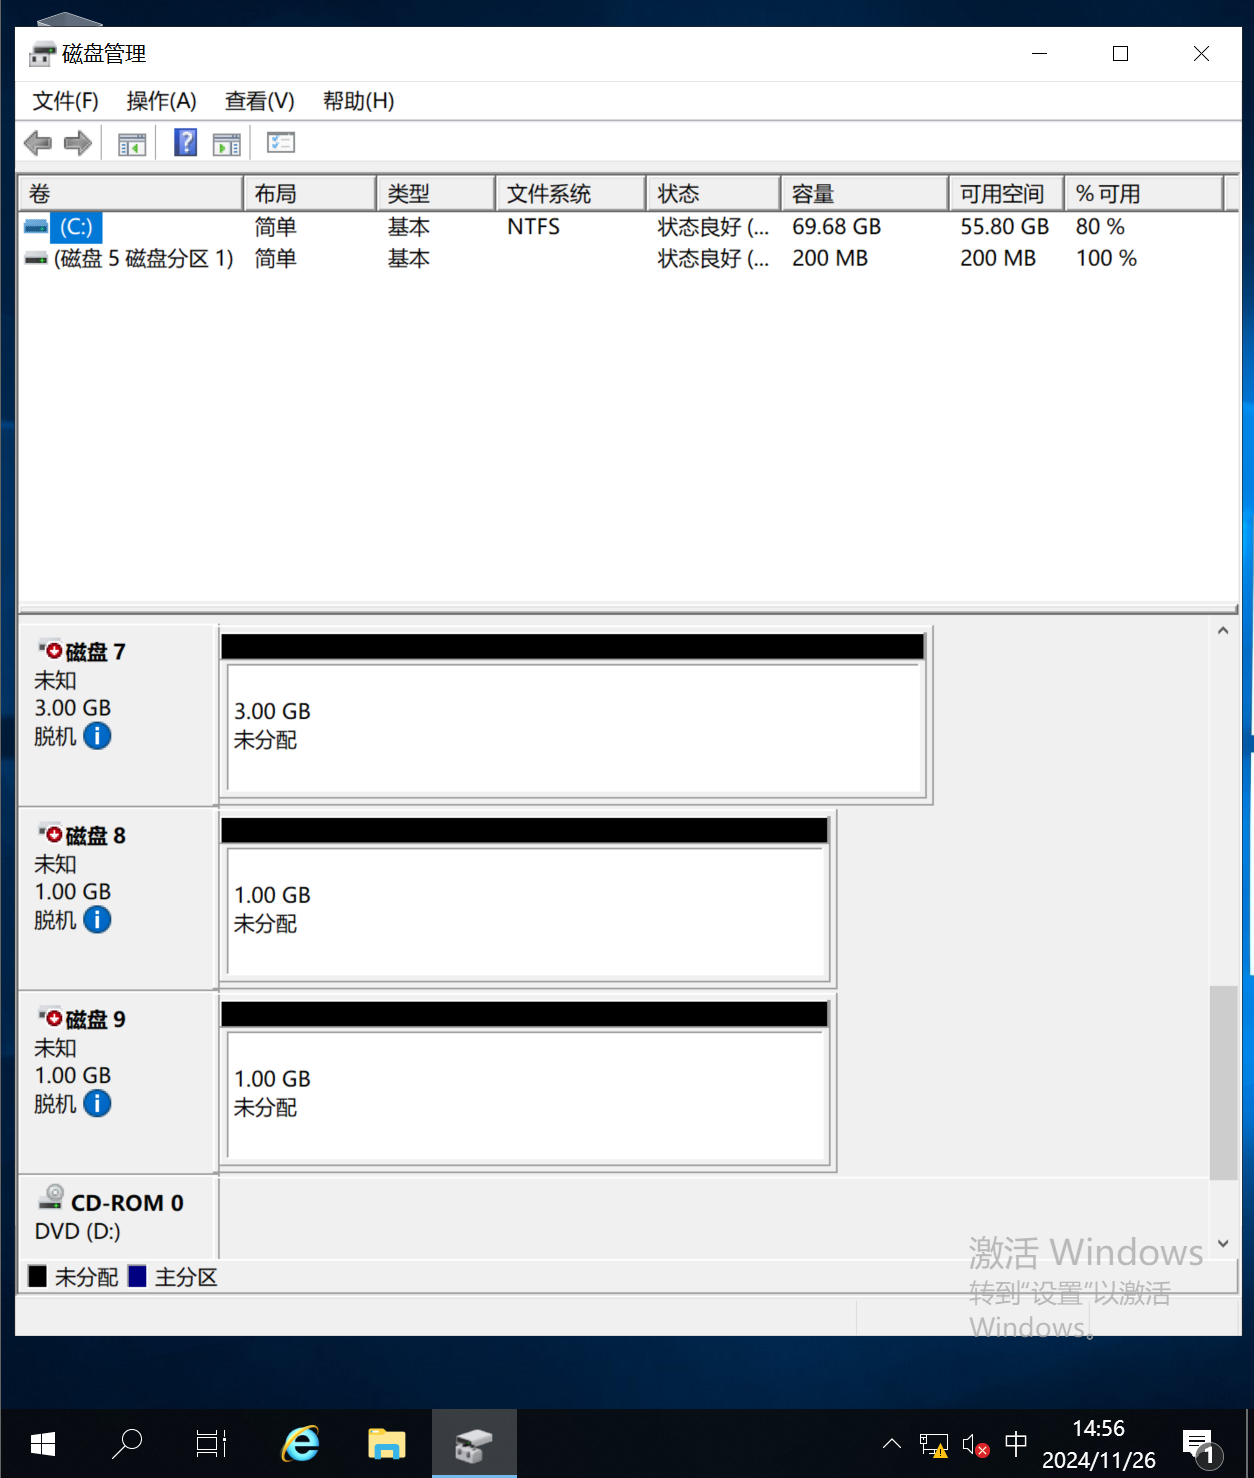 磁盘管理
文件(F) 操作(A) 查看(V) 帮助(H)
卷 布局 类型 文件系统 状态 容量 可用空间 % 可用
(C:) 简单 基本 NTFS 状态良好 (... 69.68 GB 55.80 GB 80 %
(磁盘 5 磁盘分区 1) 简单 基本 状态良好 (... 200 MB 200 MB 100 %
磁盘 7
未知
3.00 GB
脱机
3.00 GB
未分配
磁盘 8
未知
1.00 GB
脱机
1.00 GB
未分配
磁盘 9
未知
1.00 GB
脱机
1.00 GB
未分配
CD-ROM 0
DVD (D:)
未分配 主分区
激活 Windows
转到“设置”以激活
Windows。
中
14:56
2024/11/26
1